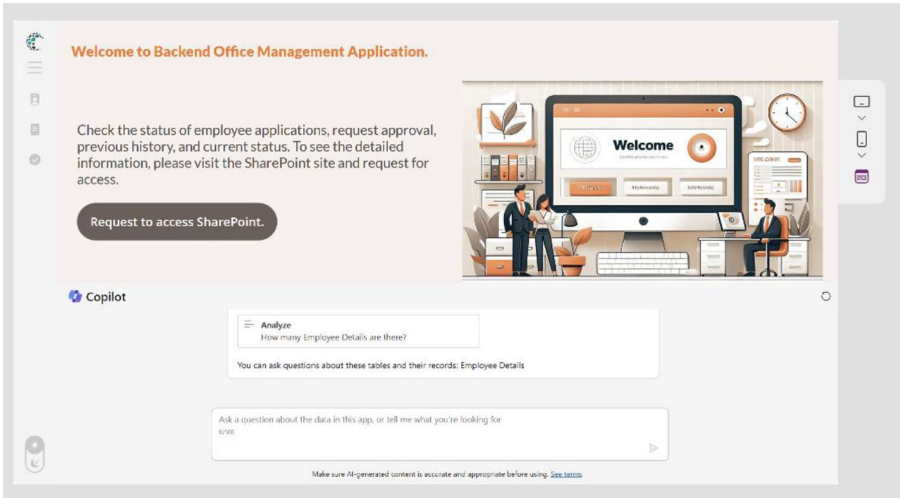 Welcome to Backend Office Management Application.
Check the status of employee applications, request approval,
previous history, and current status. To see the detailed
information, please visit the SharePoint site and request for
access.
Request to access SharePoint.
Welcome
Copilot
Analyze
How many Employee Details are there?
You can ask questions about these tables and their records: Employee Details
Ask a question about the data in this app, or tell me what you're looking for
0/500
Make sure AI-generated content is accurate and appropriate before using. See terms